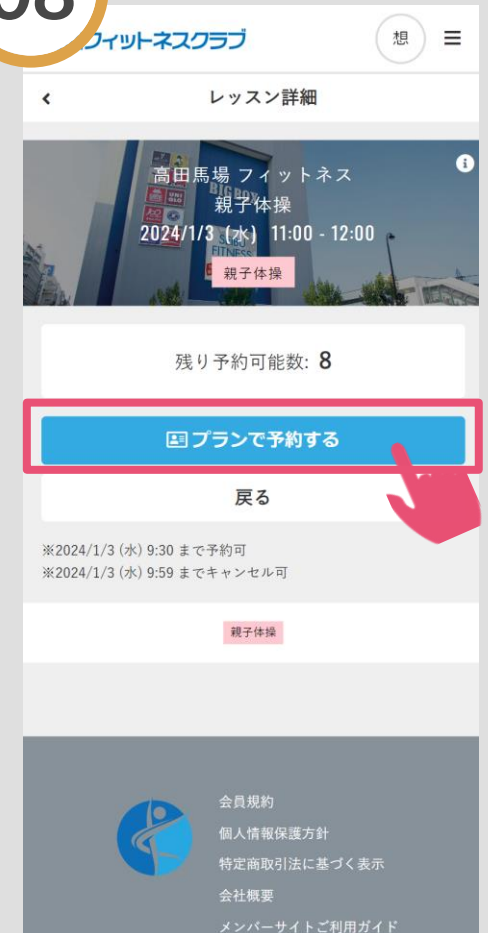 08
フィットネスクラブ
想
レッスン詳細
高田馬場 フィットネス
親子体操
2024/1/3 (水) 11:00 - 12:00
親子体操
BIGBOX
UNI
QLO
FITNESS
残り予約可能数: 8
プランで予約する
戻る
※2024/1/3 (水) 9:30 まで予約可
※2024/1/3 (水) 9:59 までキャンセル可
親子体操
会員規約
個人情報保護方針
特定商取引法に基づく表示
会社概要
メンバーサイトご利用ガイド